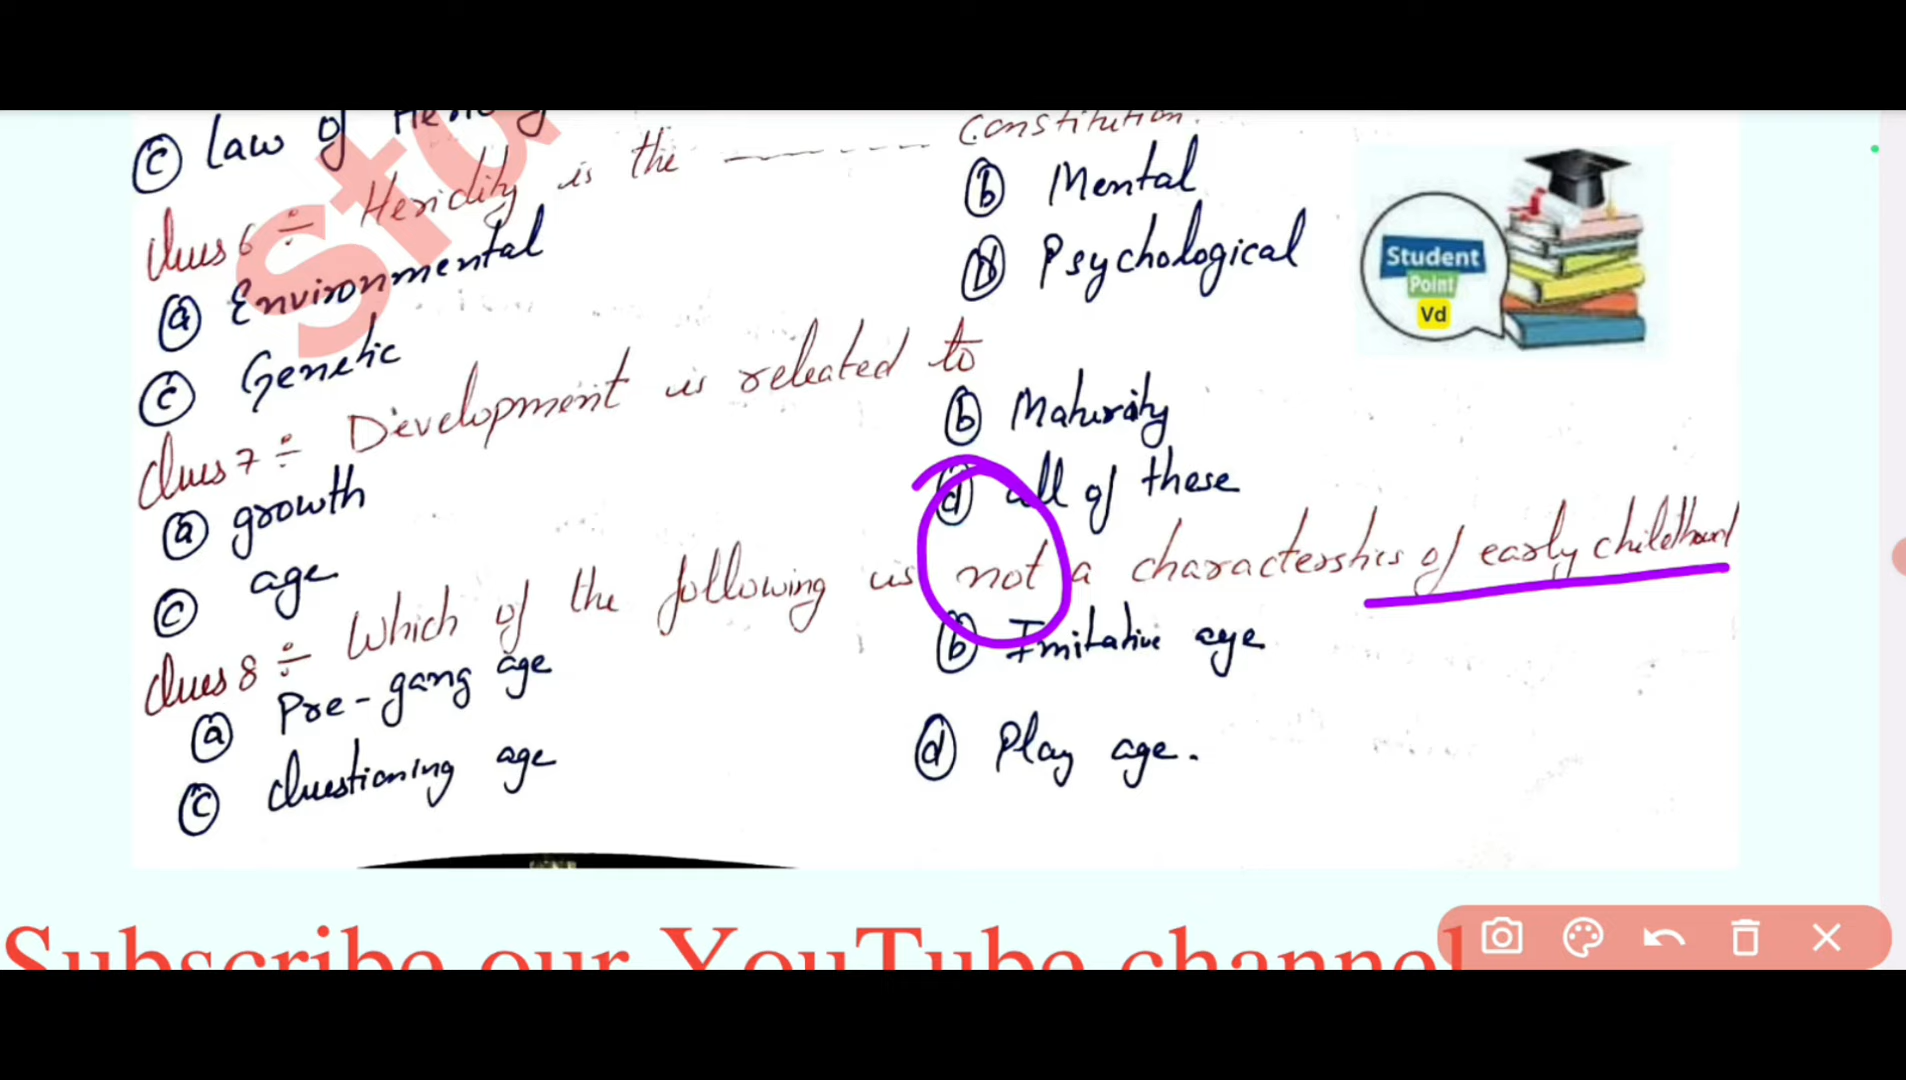 (c) Law of
Ques 6 ÷ Heridity is the ———— Constitution.
(a) Environmental (b) Mental
(c) Genetic (d) Psychological
Ques 7 ÷ Development is releated to
(a) growth (b) Maturity
(c) age (d) all of these
Ques 8 ÷ Which of the following is not a characterstics of early childhood
(a) Pre-gang age (b) Imitative age
(c) Questioning age (d) Play age.
Stu
Student
Point
Vd
Subscribe our YouTube channel